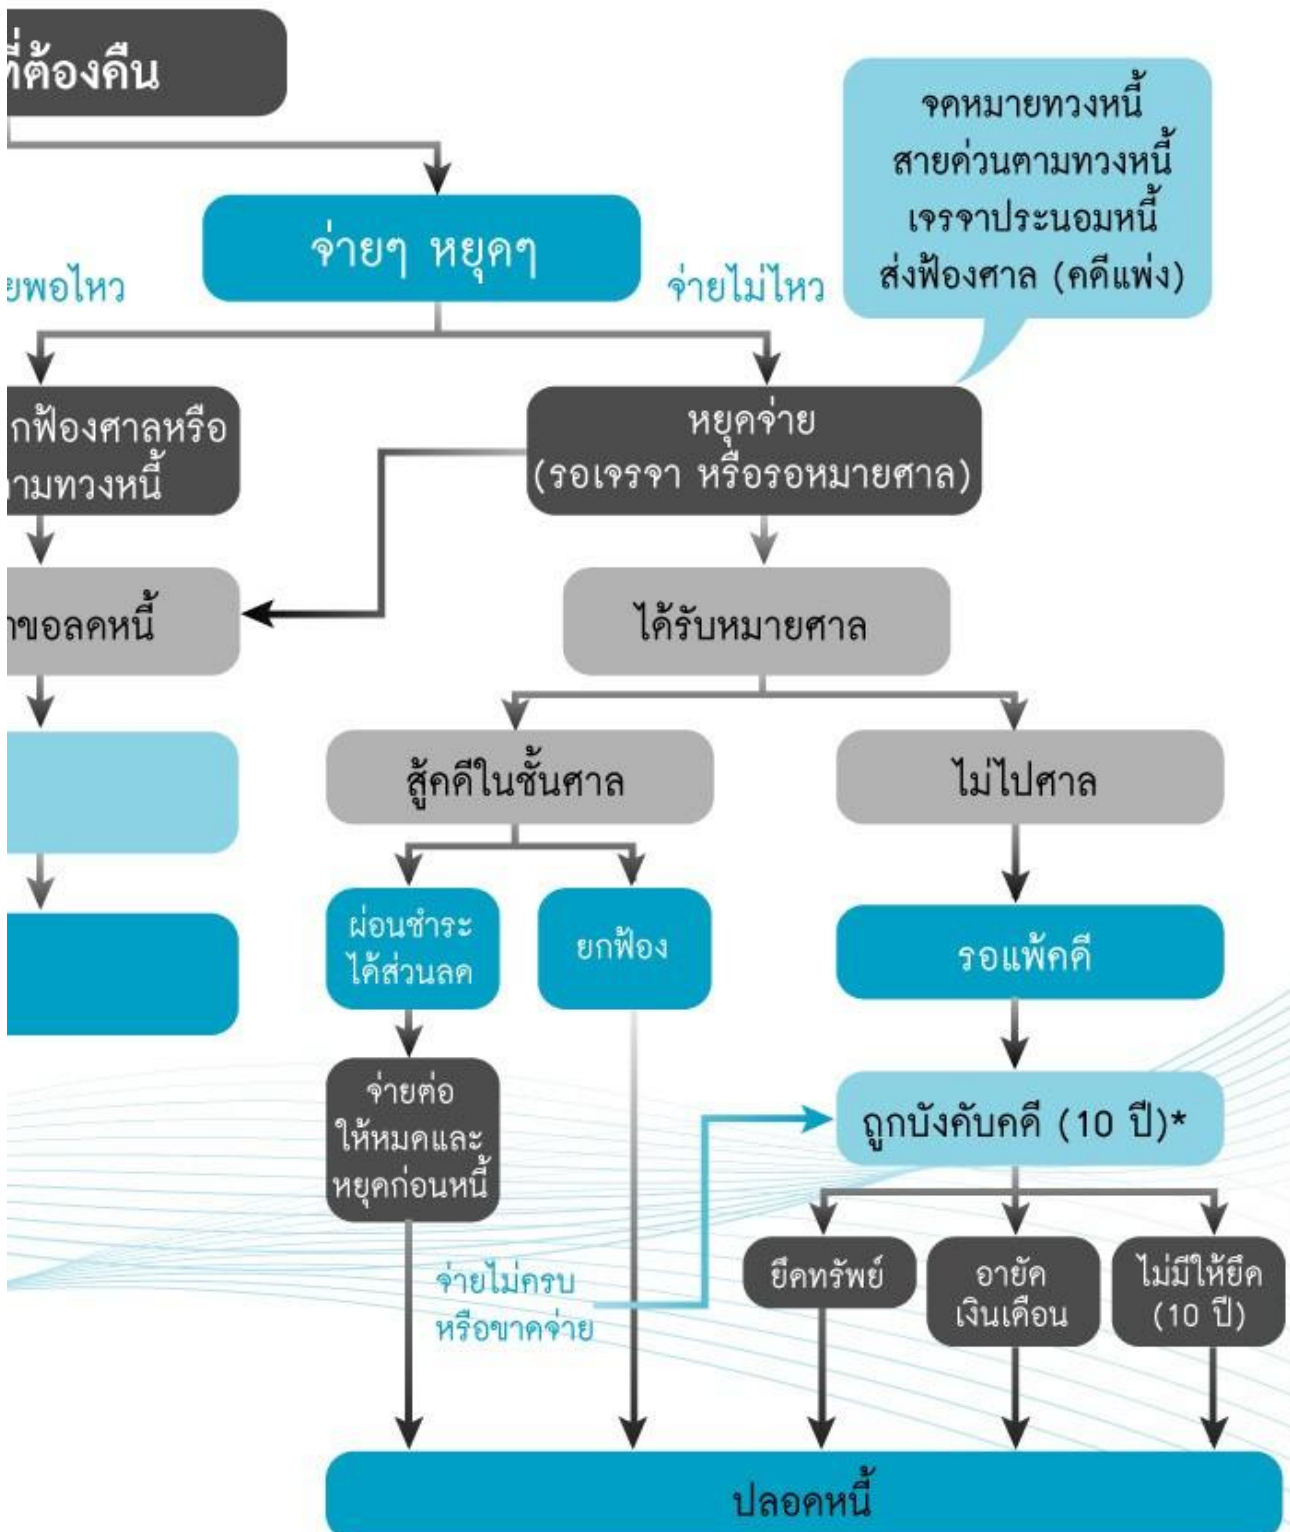 ที่ต้องคืน
จดหมายทวงหนี้
สายด่วนตามทวงหนี้
เจรจาประนอมหนี้
ส่งฟ้องศาล (คดีแพ่ง)
จ่ายๆ หยุดๆ
ยพอไหว
จ่ายไม่ไหว
กฟ้องศาลหรือ
ามทวงหนี้
หยุดจ่าย
(รอเจรจา หรือรอหมายศาล)
าขอลดหนี้
ได้รับหมายศาล
สู้คดีในชั้นศาล
ไม่ไปศาล
ผ่อนชำระ
ได้ส่วนลด
ยกฟ้อง
รอแพ้คดี
จ่ายต่อ
ให้หมดและ
หยุดก่อนหนี้
ถูกบังคับคดี (10 ปี)*
จ่ายไม่ครบ
หรือขาดจ่าย
ยึดทรัพย์
อายัด
เงินเดือน
ไม่มีให้ยึด
(10 ปี)
ปลอดหนี้